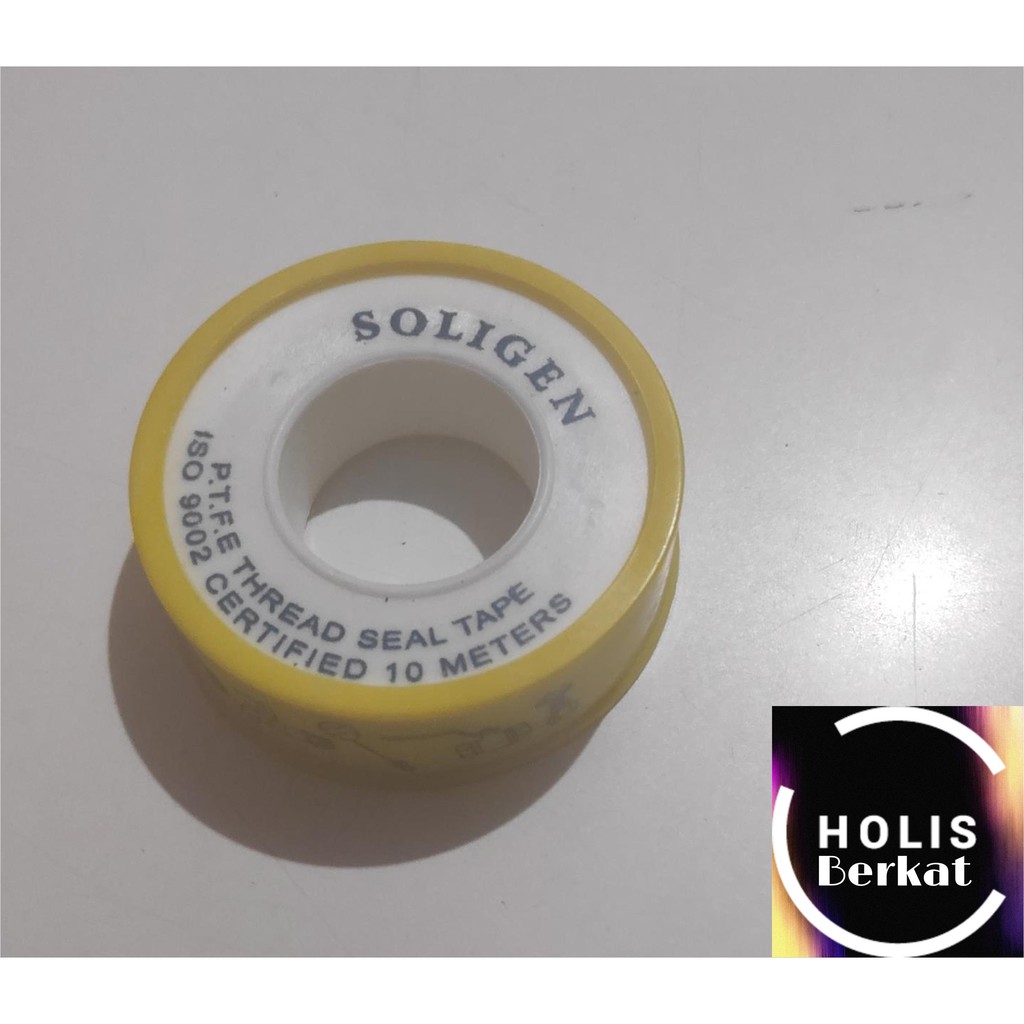 SOLIGEN
P.T.F.E THREAD SEAL TAPE
ISO 9002 CERTIFIED 10 METERS
HOLIS
Berkat